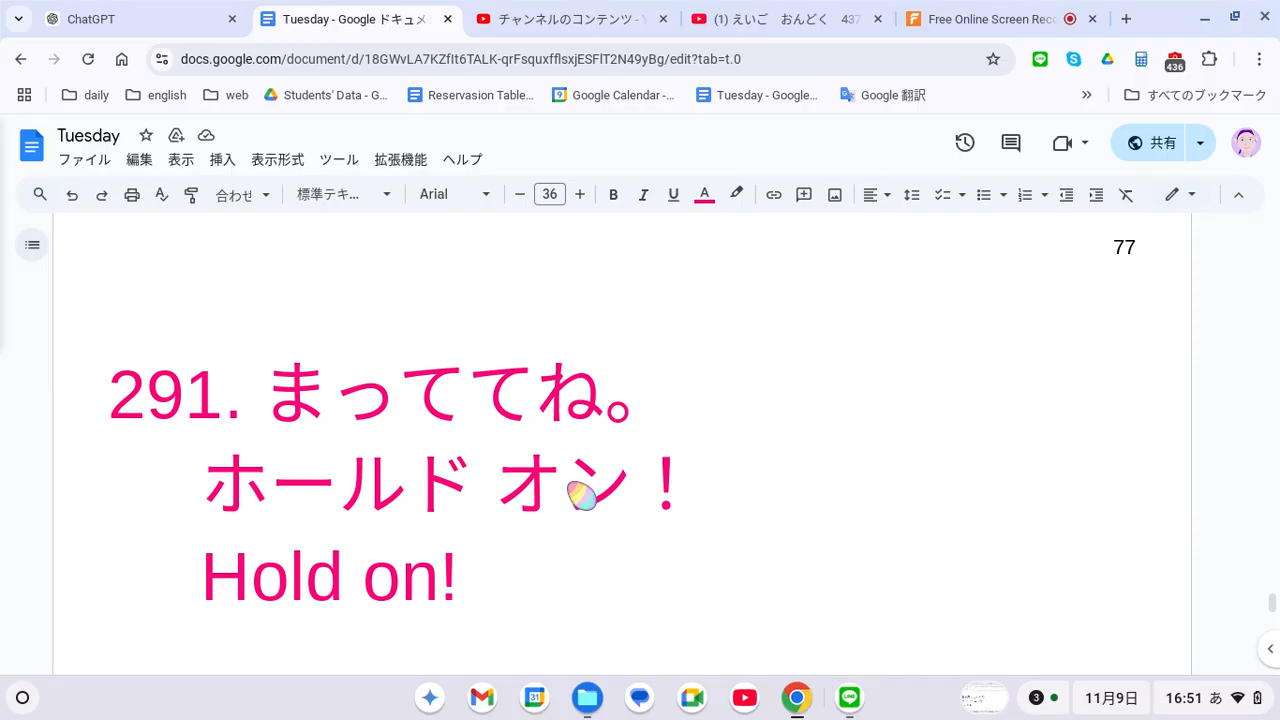 ChatGPT
Tuesday - Google ドキュメ
チャンネルのコンテンツ -
(1) えいご おんどく 437
Free Online Screen Reco
docs.google.com/document/d/
edit?tab=t.0
436
daily
english
web
Students' Data - G...
Reservasion Table...
Google Calendar -...
Tuesday - Google...
Google 翻訳
»
すべてのブックマーク
Tuesday
共有
ファイル 編集 表示 挿入 表示形式 ツール 拡張機能 ヘルプ
合わせ 標準テキ... Arial 36 B I U A
77
291. まっててね。
ホールド オン！
Hold on!
31
3
11月9日
16:51 あ